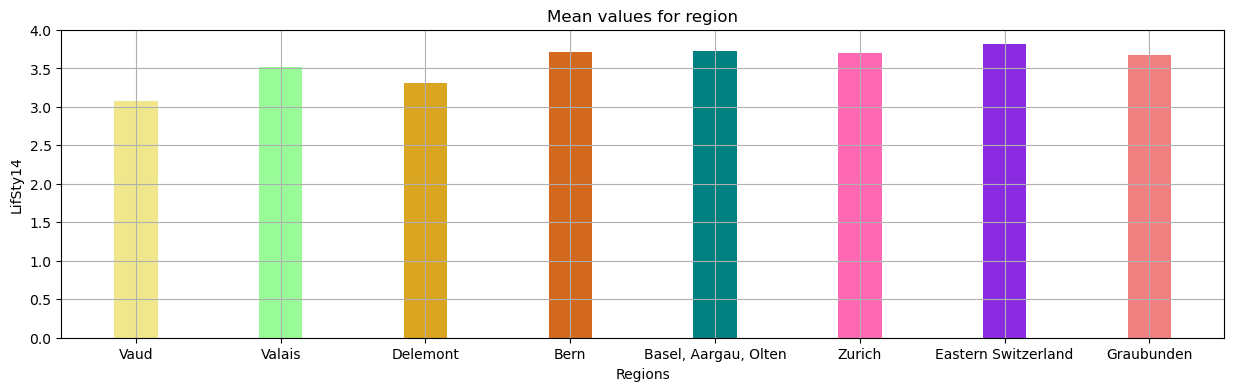 Mean values for region
LifSty14
4.0
3.5
3.0
2.5
2.0
1.5
1.0
0.5
0.0
Vaud Valais Delemont Bern Basel, Aargau, Olten Zurich Eastern Switzerland Graubunden
Regions